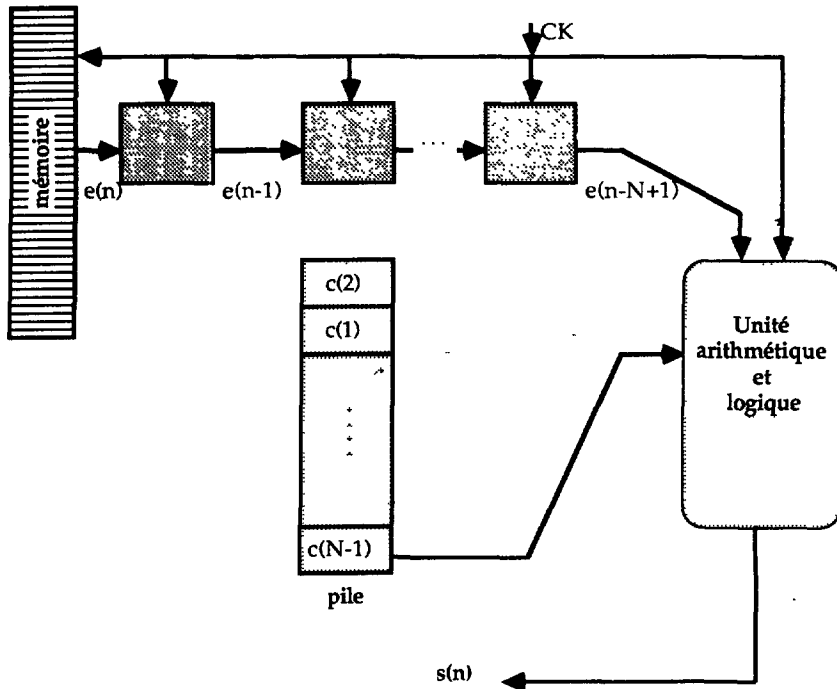 CK
mémoire
e(n)
e(n-1)
...
e(n-N+1)
c(2)
c(1)
c(N-1)
pile
Unité
arithmétique
et
logique
s(n)